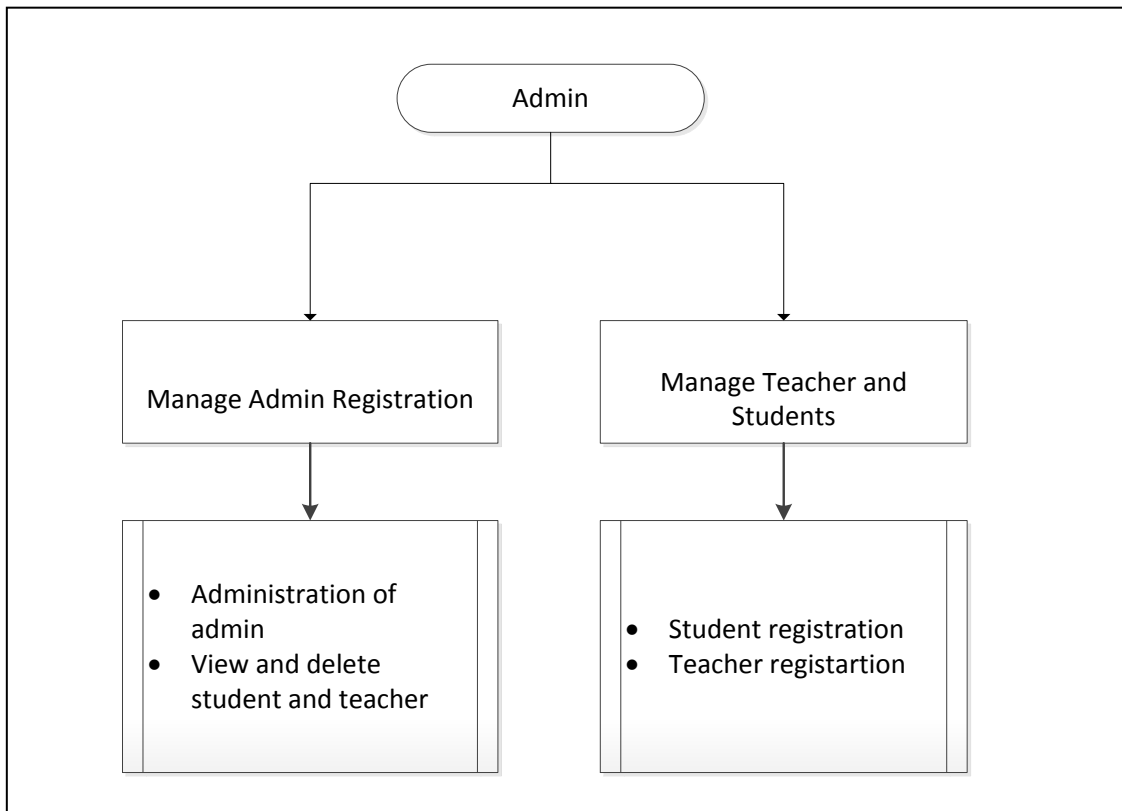 Admin
Manage Admin Registration
Manage Teacher and
Students
• Administration of
admin
• View and delete
student and teacher
• Student registration
• Teacher registartion